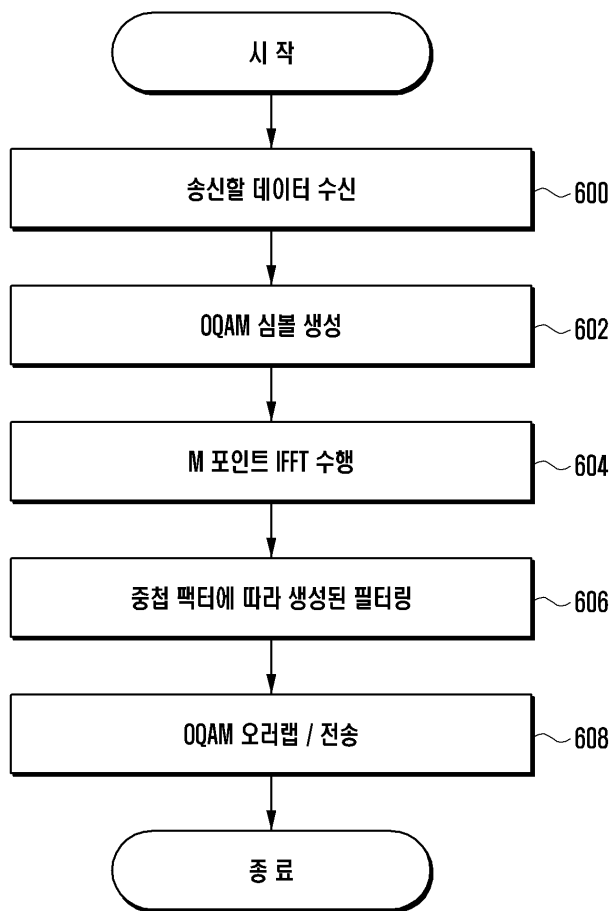 시 작
송신할 데이터 수신
600
OQAM 심볼 생성
602
M 포인트 IFFT 수행
604
중첩 팩터에 따라 생성된 필터링
606
OQAM 오러랩 / 전송
608
종 료